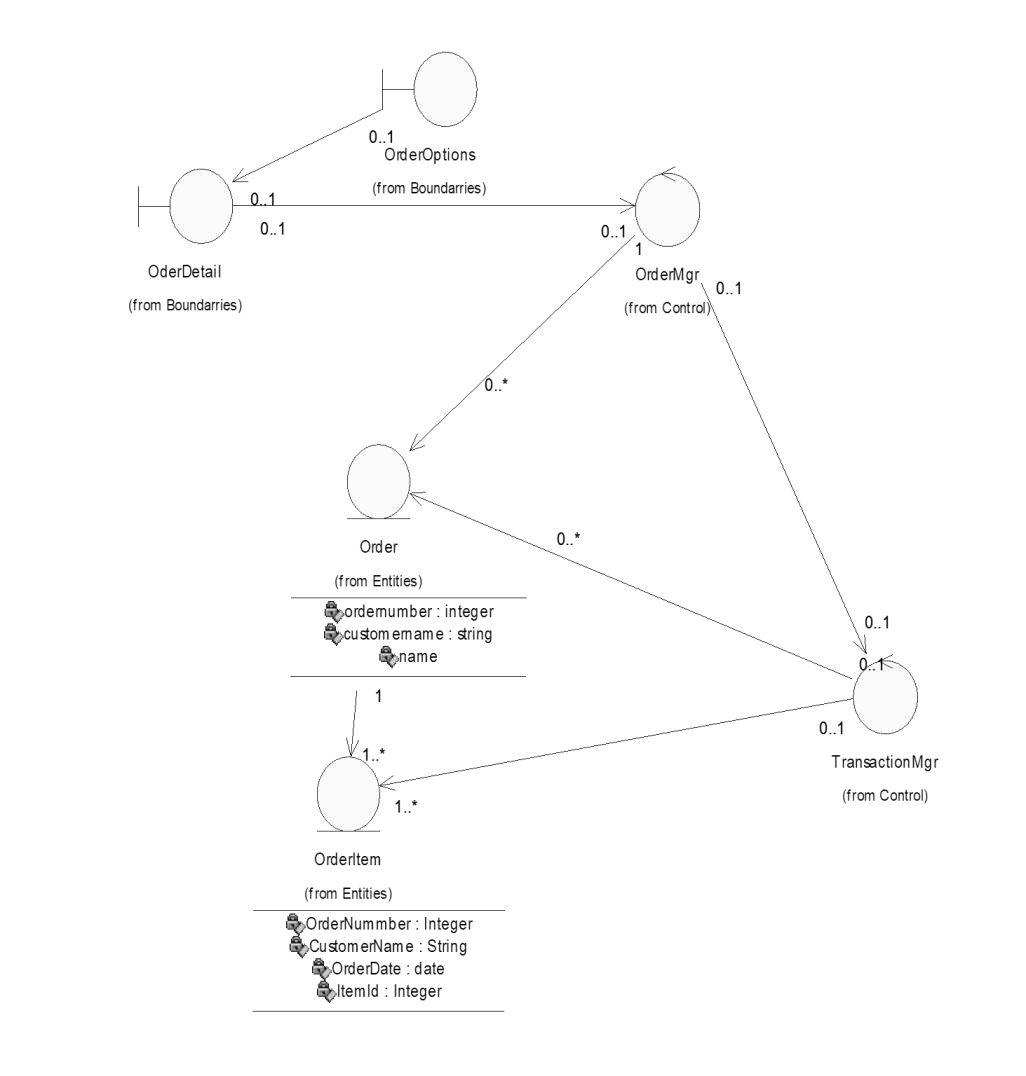 0..1
OrderOptions
(from Boundarries)
0..1
0..1
0..1
1
OderDetail
(from Boundarries)
OrderMgr
(from Control)
0..1
0..*
Order
(from Entities)
ordernumber : integer
customername : string
name
0..*
0..1
0..1
1
1..*
0..1
1..*
TransactionMgr
(from Control)
OrderItem
(from Entities)
OrderNummber : Integer
CustomerName : String
OrderDate : date
ItemId : Integer